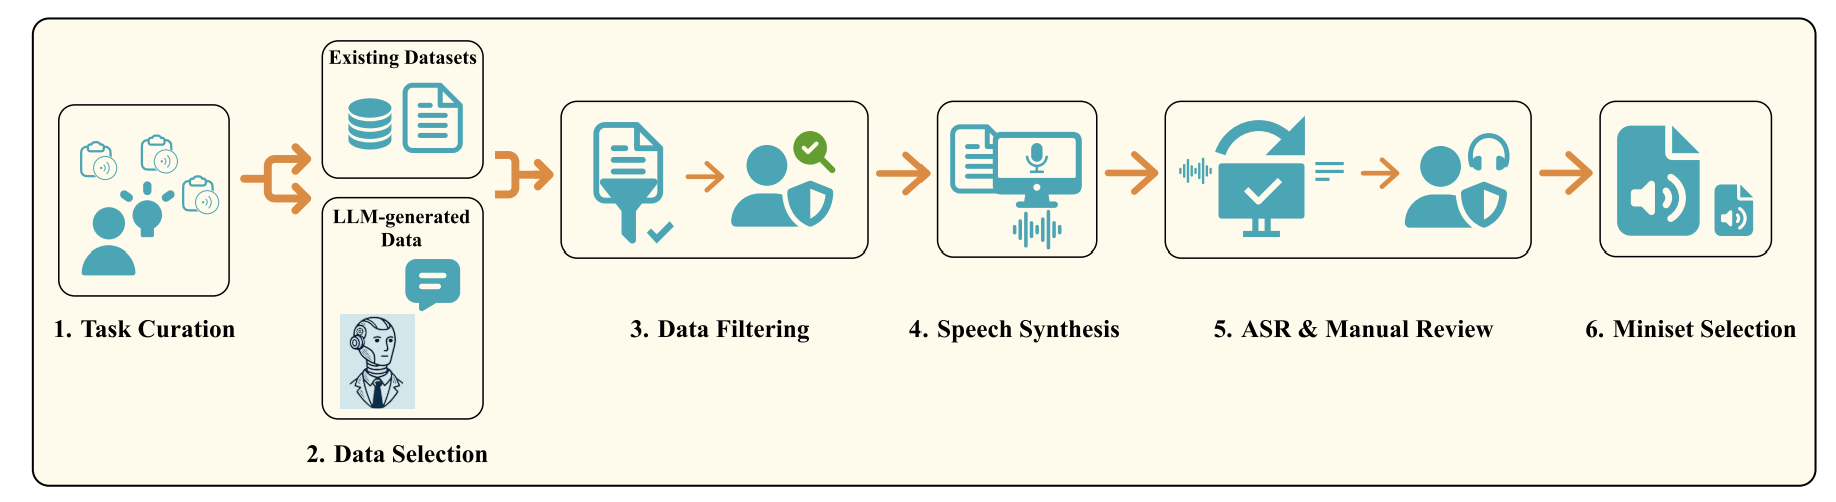 1. Task Curation
Existing Datasets
LLM-generated
Data
2. Data Selection
3. Data Filtering
4. Speech Synthesis
5. ASR & Manual Review
6. Miniset Selection